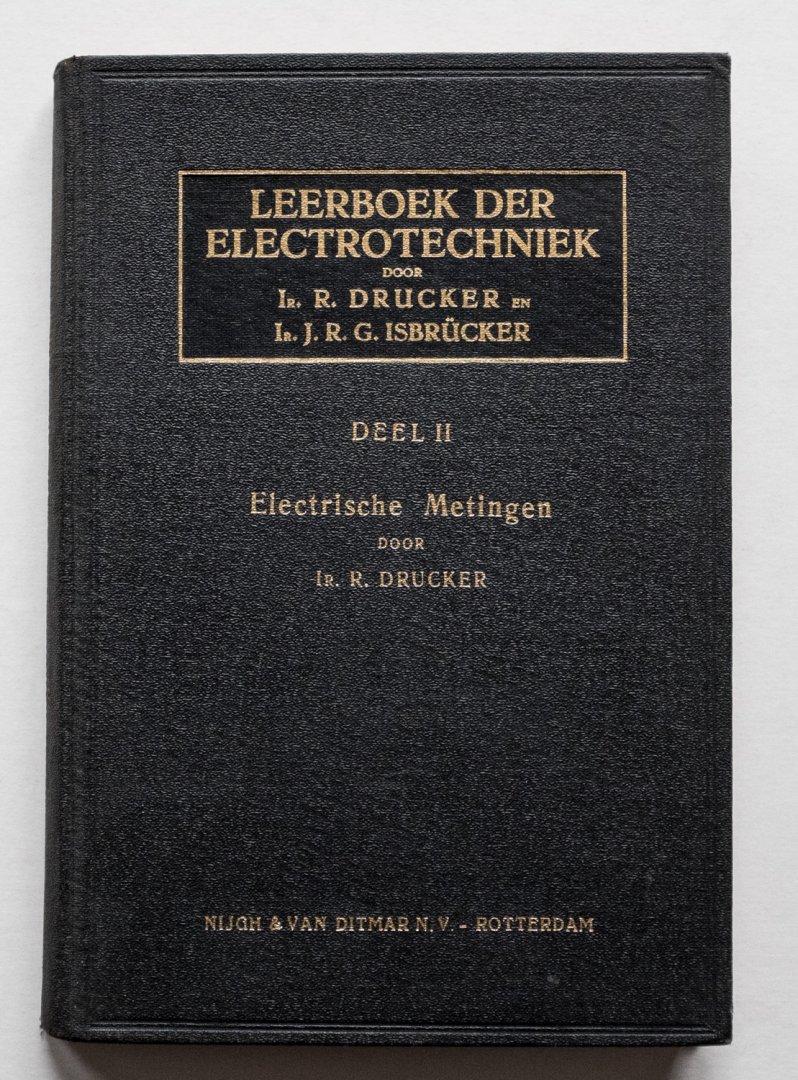 LEERBOEK DER
ELECTROTECHNIEK
DOOR
IR. R. DRUCKER EN
IR. J. R. G. ISBRÜCKER
DEEL II
Electrische Metingen
DOOR
IR. R. DRUCKER
NIJGH & VAN DITMAR N.V. - ROTTERDAM